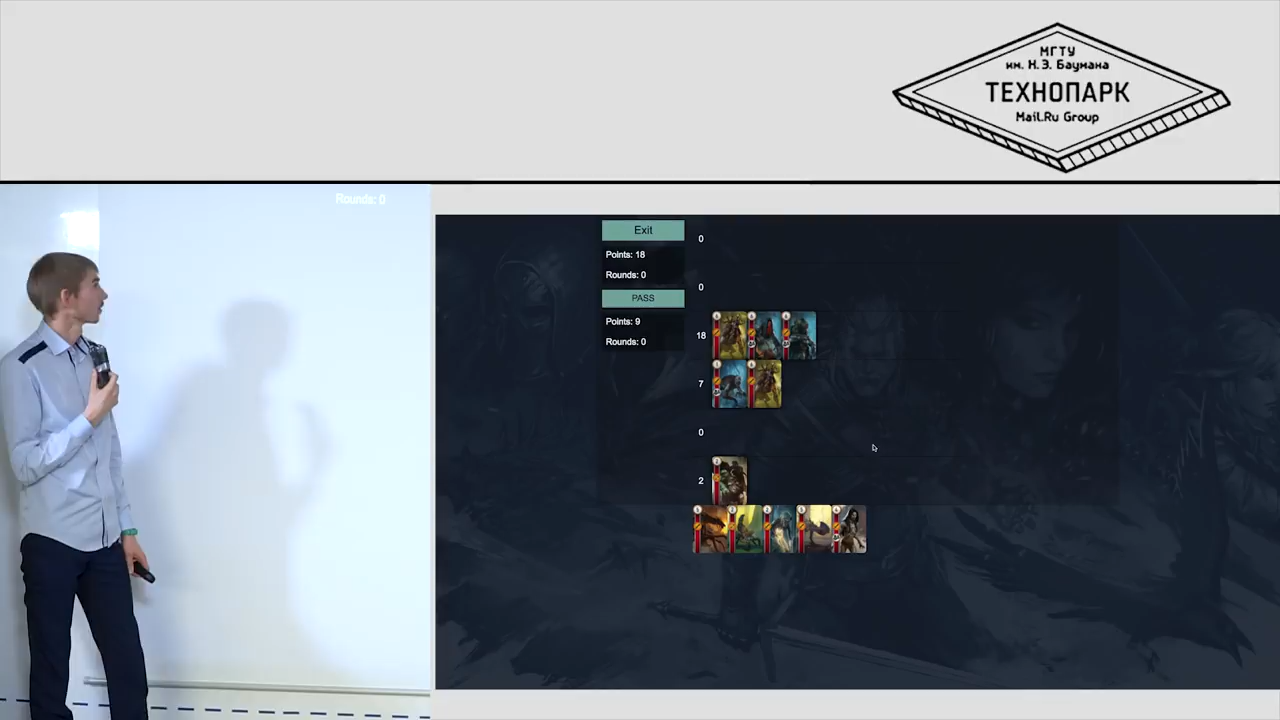 МГТУ
им. Н.Э. Баумана
ТЕХНОПАРК
Mail.Ru Group
Rounds: 0
Exit
Points: 18
Rounds: 0
PASS
Points: 9
Rounds: 0
0
0
18
7
0
2